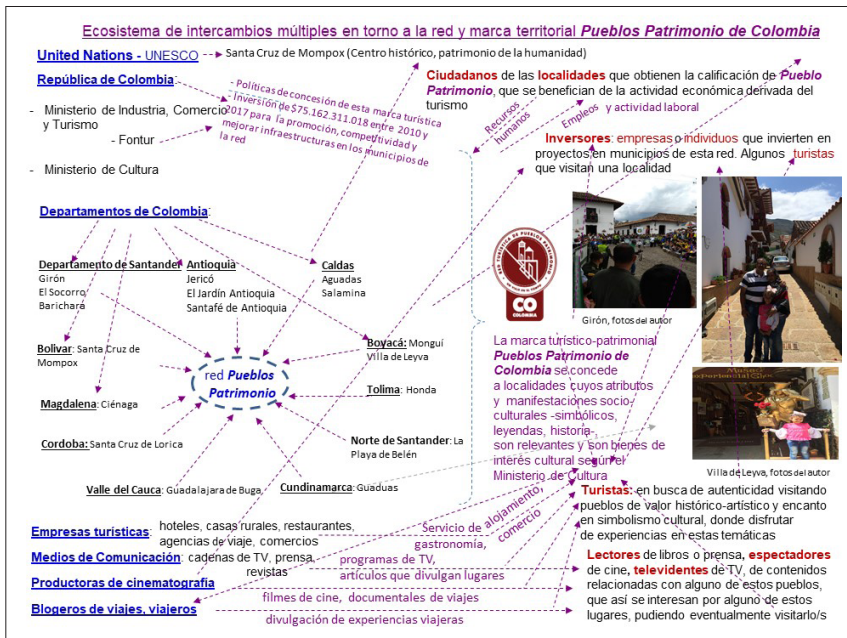 Ecosistema de intercambios múltiples en torno a la red y marca territorial Pueblos Patrimonio de Colombia
United Nations - UNESCO
Santa Cruz de Mompox (Centro histórico, patrimonio de la humanidad)
República de Colombia:
- Ministerio de Industria, Comercio
y Turismo
- Fontur
- Ministerio de Cultura
- Políticas de concesión de esta marca turística
- Inversión de $75.162.311.018 entre 2010 y
2017 para la promoción, competitividad y
mejorar infraestructuras en los municipios de
la red
Ciudadanos de las localidades que obtienen la calificación de Pueblo
Patrimonio, que se benefician de la actividad económica derivada del
turismo
Recursos
humanos
Empleos
y actividad laboral
Inversores: empresas o individuos que invierten en
proyectos en municipios de esta red. Algunos turistas
que visitan una localidad
Departamentos de Colombia:
Departamento de Santander
Girón
El Socorro
Barichará
Antioquia
Jericó
El Jardín Antioquia
Santafé de Antioquia
Caldas
Aguadas
Salamina
Bolivar: Santa Cruz de
Mompox
Boyacá: Monguí
Villa de Leyva
red Pueblos
Patrimonio
Magdalena: Ciénaga
Tolima: Honda
Cordoba: Santa Cruz de Lorica
Norte de Santander: La
Playa de Belén
Valle del Cauca: Guadalajara de Buga,
Cundinamarca: Guaduas
RED TURISTICA DE PUEBLOS PATRIMONIO
CO
COLOMBIA
Girón, fotos del autor
La marca turístico-patrimonial
Pueblos Patrimonio de
Colombia se concede
a localidades cuyos atributos
y manifestaciones socio-
culturales -simbólicos,
leyendas, historia-
son relevantes y son bienes de
interés cultural según el
Ministerio de Cultura
Villa de Leyva, fotos del autor
Turistas: en busca de autenticidad visitando
pueblos de valor histórico-artístico y encanto
en simbolismo cultural, donde disfrutar
de experiencias en estas temáticas
Empresas turísticas: hoteles, casas rurales, restaurantes,
agencias de viaje, comercios
Servicio de alojamiento,
gastronomía, comercio
Medios de Comunicación: cadenas de TV, prensa,
revistas
programas de TV,
artículos que divulgan lugares
Productoras de cinematografía
filmes de cine, documentales de viajes
Blogeros de viajes, viajeros
divulgación de experiencias viajeras
Lectores de libros o prensa, espectadores
de cine, televidentes de TV, de contenidos
relacionadas con alguno de estos pueblos,
que así se interesan por alguno de estos
lugares, pudiendo eventualmente visitarlo/s